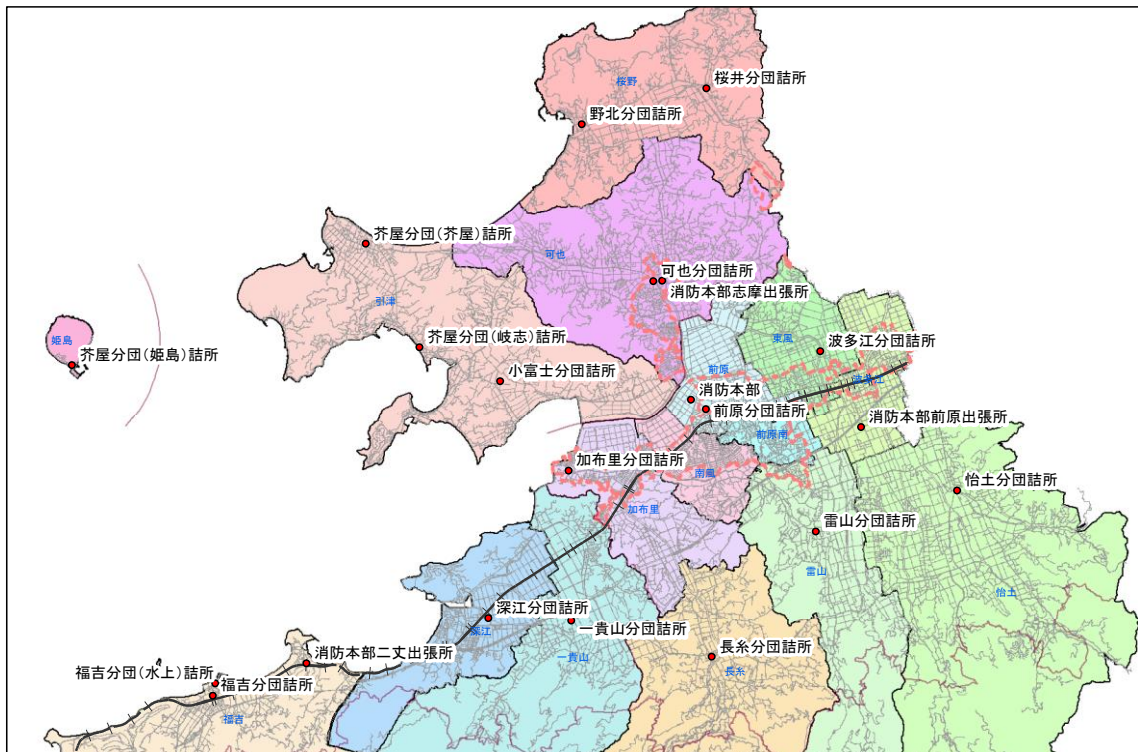 桜野
桜井分団詰所
野北分団詰所
芥屋分団(芥屋)詰所
可也
可也分団詰所
消防本部志摩出張所
引津
東風
姫島
芥屋分団(姫島)詰所
芥屋分団(岐志)詰所
波多江分団詰所
前原
小富士分団詰所
消防本部
前原分団詰所
消防本部前原出張所
前原南
加布里分団詰所
南風
怡土分団詰所
加布里
雷山分団詰所
雷山
怡土
深江分団詰所
深江
一貴山分団詰所
一貴山
消防本部二丈出張所
長糸分団詰所
長糸
福吉分団(水上)詰所
福吉分団詰所
福吉